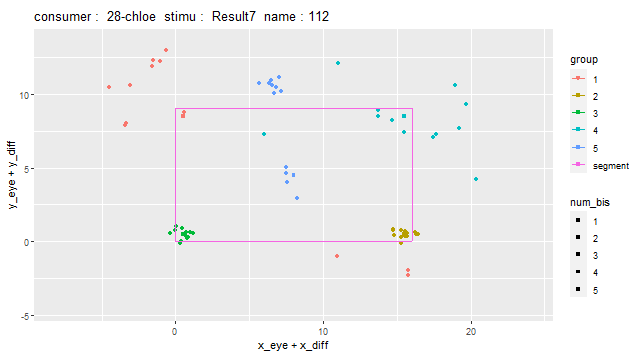 consumer :  28-chloe  stimu :  Result7  name : 112
10
5
0
-5
0
10
20
x_eye + x_diff
y_eye + y_diff
group
1
2
3
4
5
segment
num_bis
1
2
3
4
5